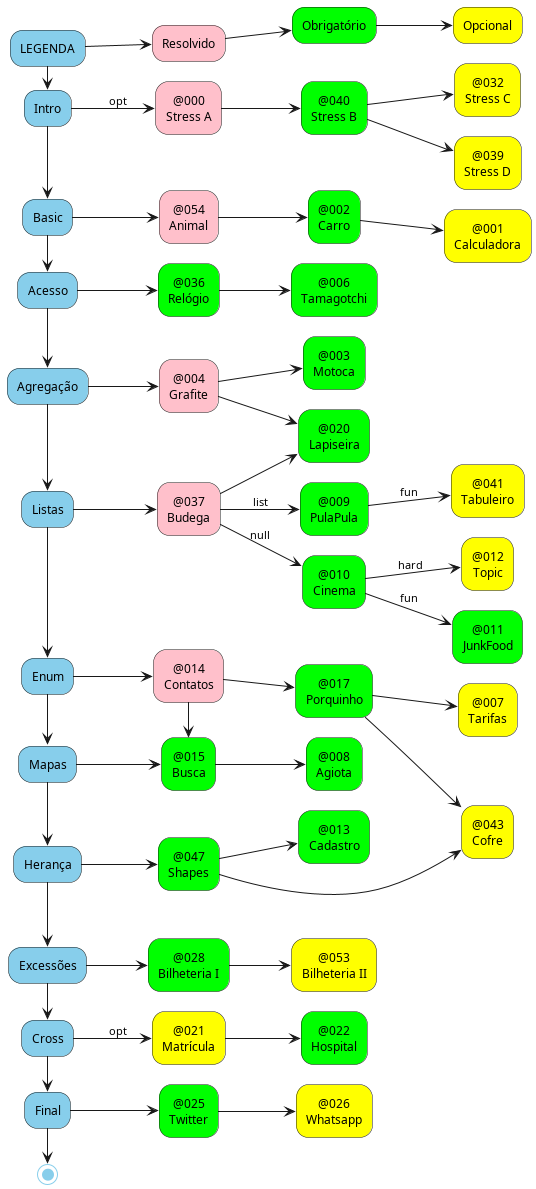 LEGENDA
Resolvido
Obrigatório
Opcional
Intro
opt
@000
Stress A
@040
Stress B
@032
Stress C
@039
Stress D
Basic
@054
Animal
@002
Carro
@001
Calculadora
Acesso
@036
Relógio
@006
Tamagotchi
Agregação
@004
Grafite
@003
Motoca
@020
Lapiseira
Listas
@037
Budega
list
@009
PulaPula
fun
@041
Tabuleiro
null
@010
Cinema
hard
@012
Topic
fun
@011
JunkFood
Enum
@014
Contatos
@017
Porquinho
@007
Tarifas
Mapas
@015
Busca
@008
Agiota
@043
Cofre
Herança
@047
Shapes
@013
Cadastro
Excessões
@028
Bilheteria I
@053
Bilheteria II
Cross
opt
@021
Matrícula
@022
Hospital
Final
@025
Twitter
@026
Whatsapp